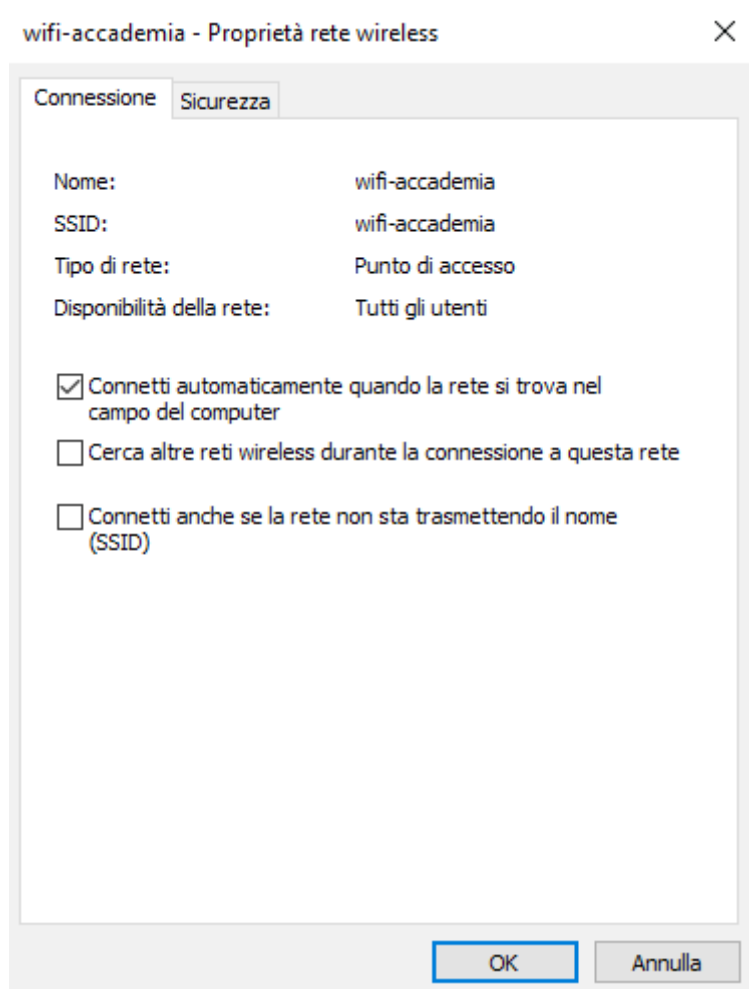 wifi-accademia - Proprietà rete wireless
Connessione Sicurezza
Nome: wifi-accademia
SSID: wifi-accademia
Tipo di rete: Punto di accesso
Disponibilità della rete: Tutti gli utenti
Connetti automaticamente quando la rete si trova nel
campo del computer
Cerca altre reti wireless durante la connessione a questa rete
Connetti anche se la rete non sta trasmettendo il nome
(SSID)
OK Annulla